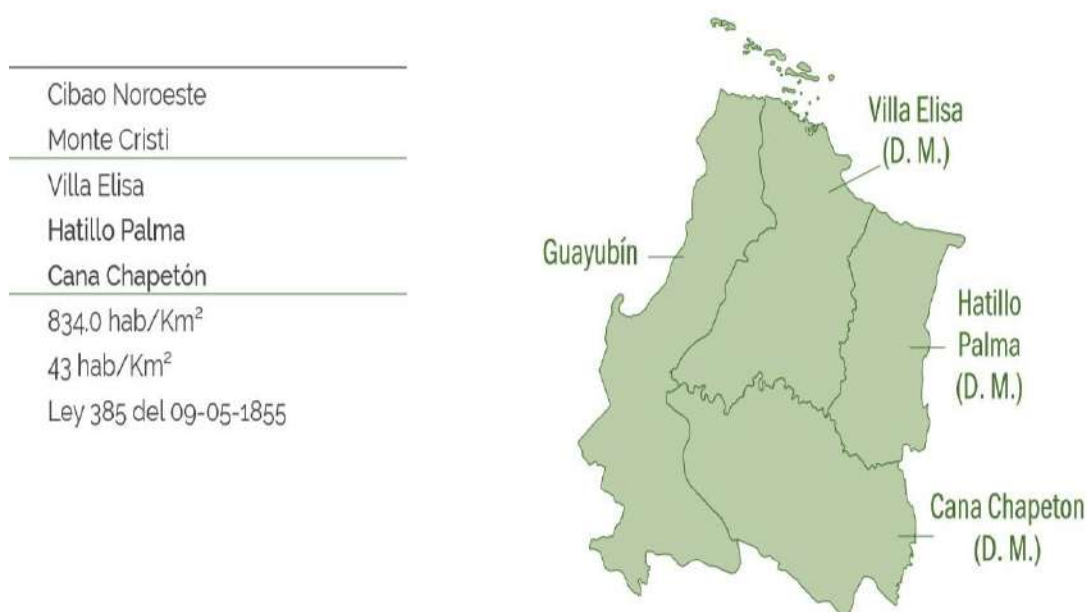 Cibao Noroeste
Monte Cristi
Villa Elisa
Hatillo Palma
Cana Chapetón
834.0 hab/Km²
43 hab/Km²
Ley 385 del 09-05-1855
Villa Elisa
(D. M.)
Guayubín
Hatillo
Palma
(D. M.)
Cana Chapeton
(D. M.)